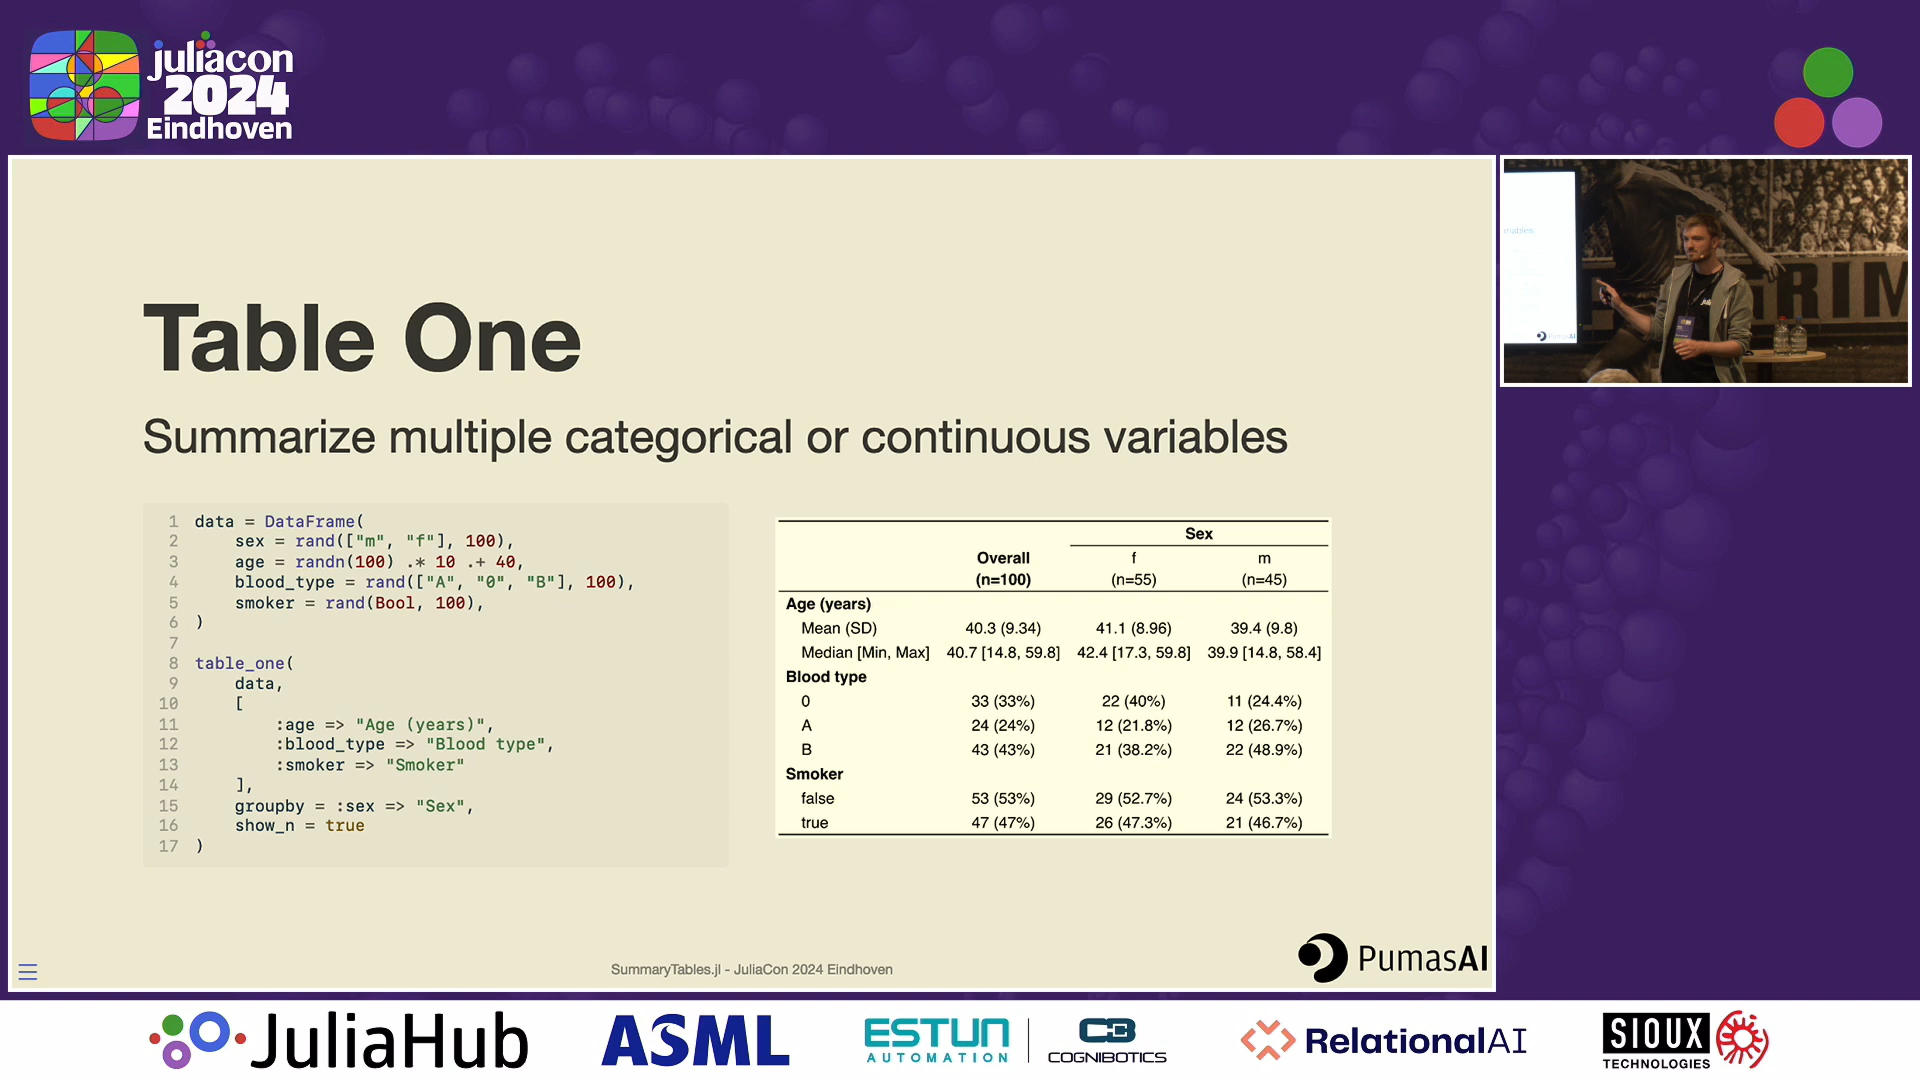 juliacon
2024
Eindhoven
Table One
Summarize multiple categorical or continuous variables
1 data = DataFrame(
2 sex = rand(["m", "f"], 100),
3 age = randn(100) .* 10 .+ 40,
4 blood_type = rand(["A", "0", "B"], 100),
5 smoker = rand(Bool, 100),
6 )
7
8 table_one(
9 data,
10 [
11 :age => "Age (years)",
12 :blood_type => "Blood type",
13 :smoker => "Smoker"
14 ],
15 groupby = :sex => "Sex",
16 show_n = true
17 )
Sex
Overall f m
(n=100) (n=55) (n=45)
Age (years)
Mean (SD) 40.3 (9.34) 41.1 (8.96) 39.4 (9.8)
Median [Min, Max] 40.7 [14.8, 59.8] 42.4 [17.3, 59.8] 39.9 [14.8, 58.4]
Blood type
0 33 (33%) 22 (40%) 11 (24.4%)
A 24 (24%) 12 (21.8%) 12 (26.7%)
B 43 (43%) 21 (38.2%) 22 (48.9%)
Smoker
false 53 (53%) 29 (52.7%) 24 (53.3%)
true 47 (47%) 26 (47.3%) 21 (46.7%)
SummaryTables.jl - JuliaCon 2024 Eindhoven
PumasAI
GRIM
PumasAI
JuliaHub
ASML
ESTUN
AUTOMATION
COGNIBOTICS
RelationalAI
SIOUX
TECHNOLOGIES